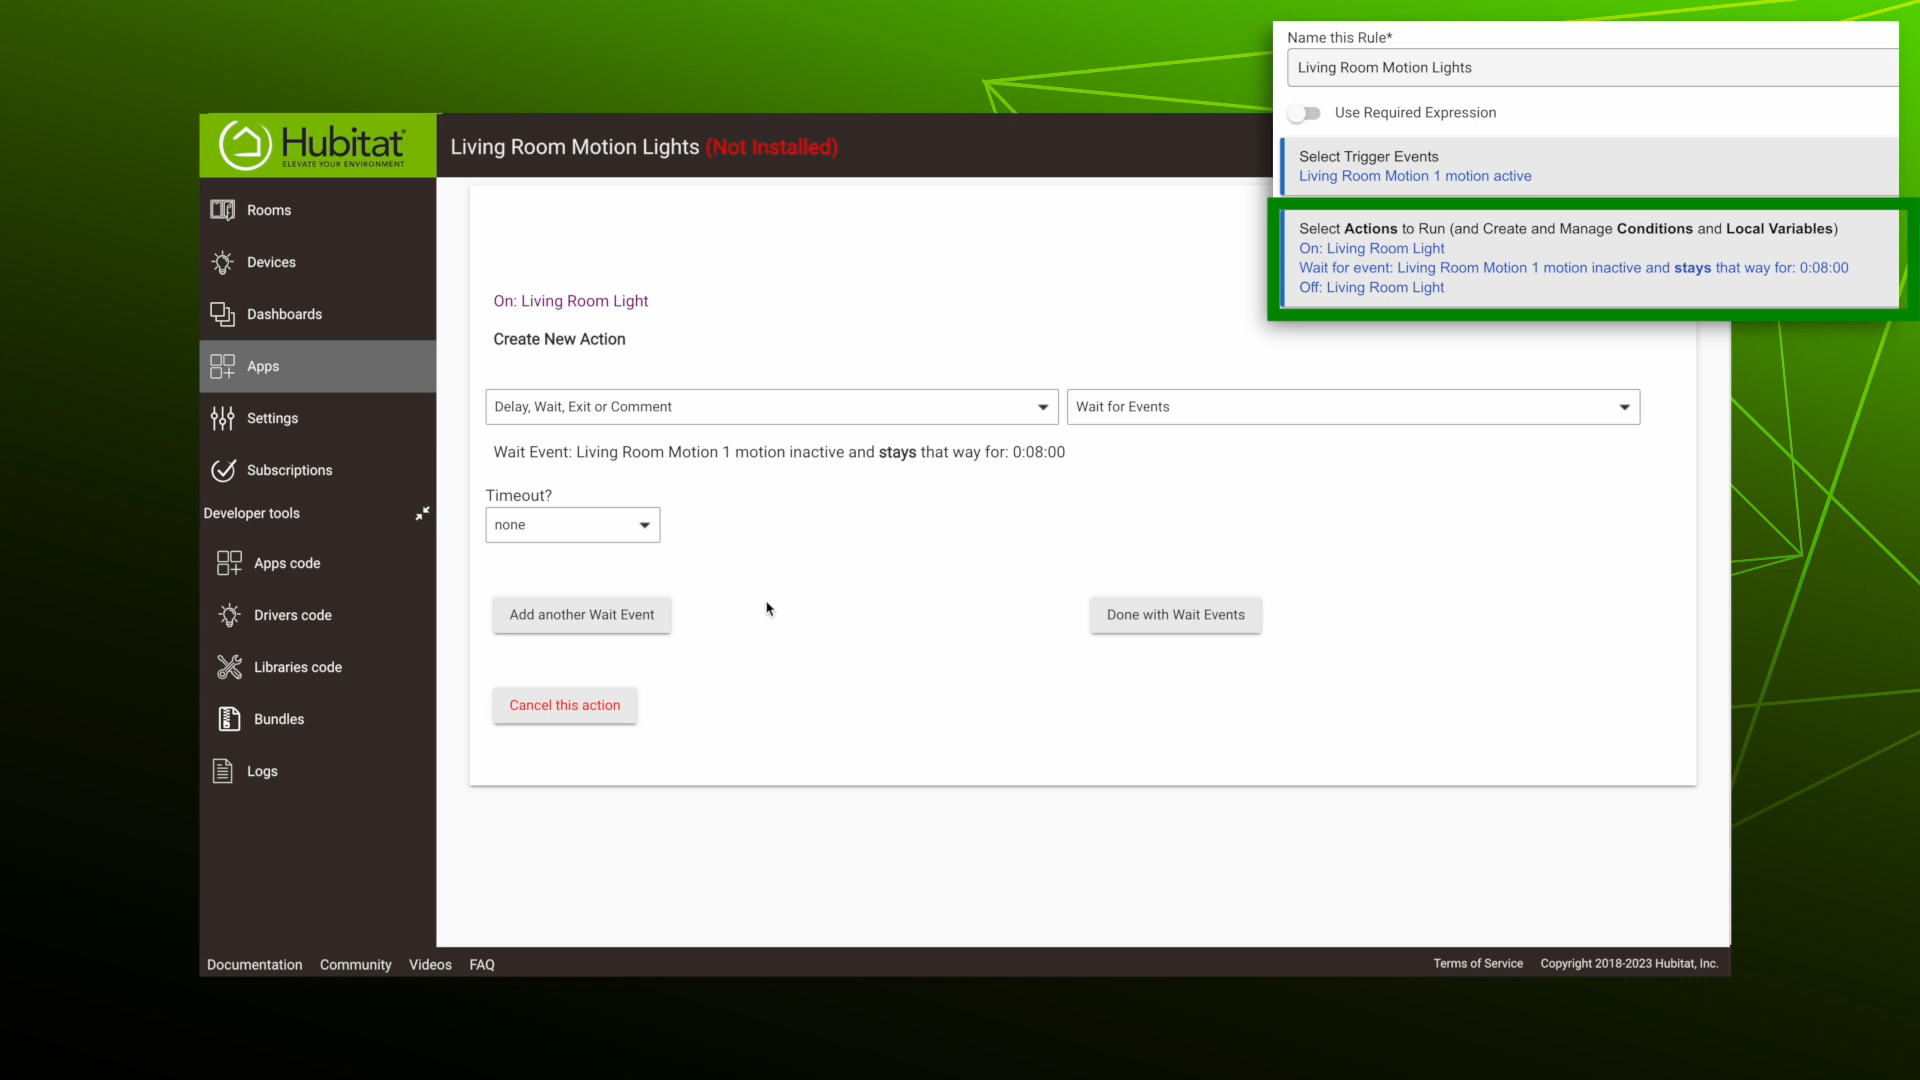 Name this Rule*
Living Room Motion Lights
Use Required Expression
Select Trigger Events
Living Room Motion 1 motion active
Select Actions to Run (and Create and Manage Conditions and Local Variables)
On: Living Room Light
Wait for event: Living Room Motion 1 motion inactive and stays that way for: 0:08:00
Off: Living Room Light
Hubitat
ELEVATE YOUR ENVIRONMENT
Living Room Motion Lights (Not Installed)
Rooms
Devices
Dashboards
Apps
Settings
Subscriptions
Developer tools
Apps code
Drivers code
Libraries code
Bundles
Logs
On: Living Room Light
Create New Action
Delay, Wait, Exit or Comment
Wait for Events
Wait Event: Living Room Motion 1 motion inactive and stays that way for: 0:08:00
Timeout?
none
Add another Wait Event
Done with Wait Events
Cancel this action
Documentation Community Videos FAQ
Terms of Service Copyright 2018-2023 Hubitat, Inc.